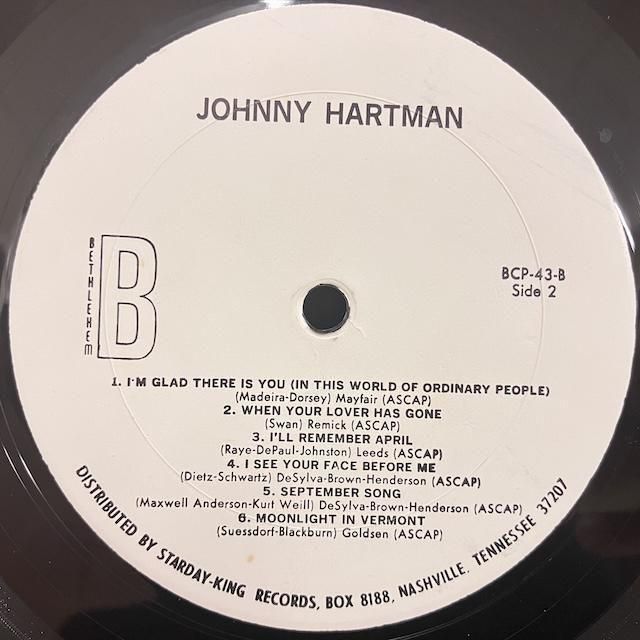 JOHNNY HARTMAN
B
BETHLEHEM
BCP-43-B
Side 2
1. I'M GLAD THERE IS YOU (IN THIS WORLD OF ORDINARY PEOPLE)
(Madeira-Dorsey) Mayfair (ASCAP)
2. WHEN YOUR LOVER HAS GONE
(Swan) Remick (ASCAP)
3. I'LL REMEMBER APRIL
(Raye-DePaul-Johnston) Leeds (ASCAP)
4. I SEE YOUR FACE BEFORE ME
(Dietz-Schwartz) DeSylva-Brown-Henderson (ASCAP)
5. SEPTEMBER SONG
(Maxwell Anderson-Kurt Weill) DeSylva-Brown-Henderson (ASCAP)
6. MOONLIGHT IN VERMONT
(Suessdorf-Blackburn) Goldsen (ASCAP)
DISTRIBUTED BY STARDAY-KING RECORDS, BOX 8188, NASHVILLE, TENNESSEE 37207